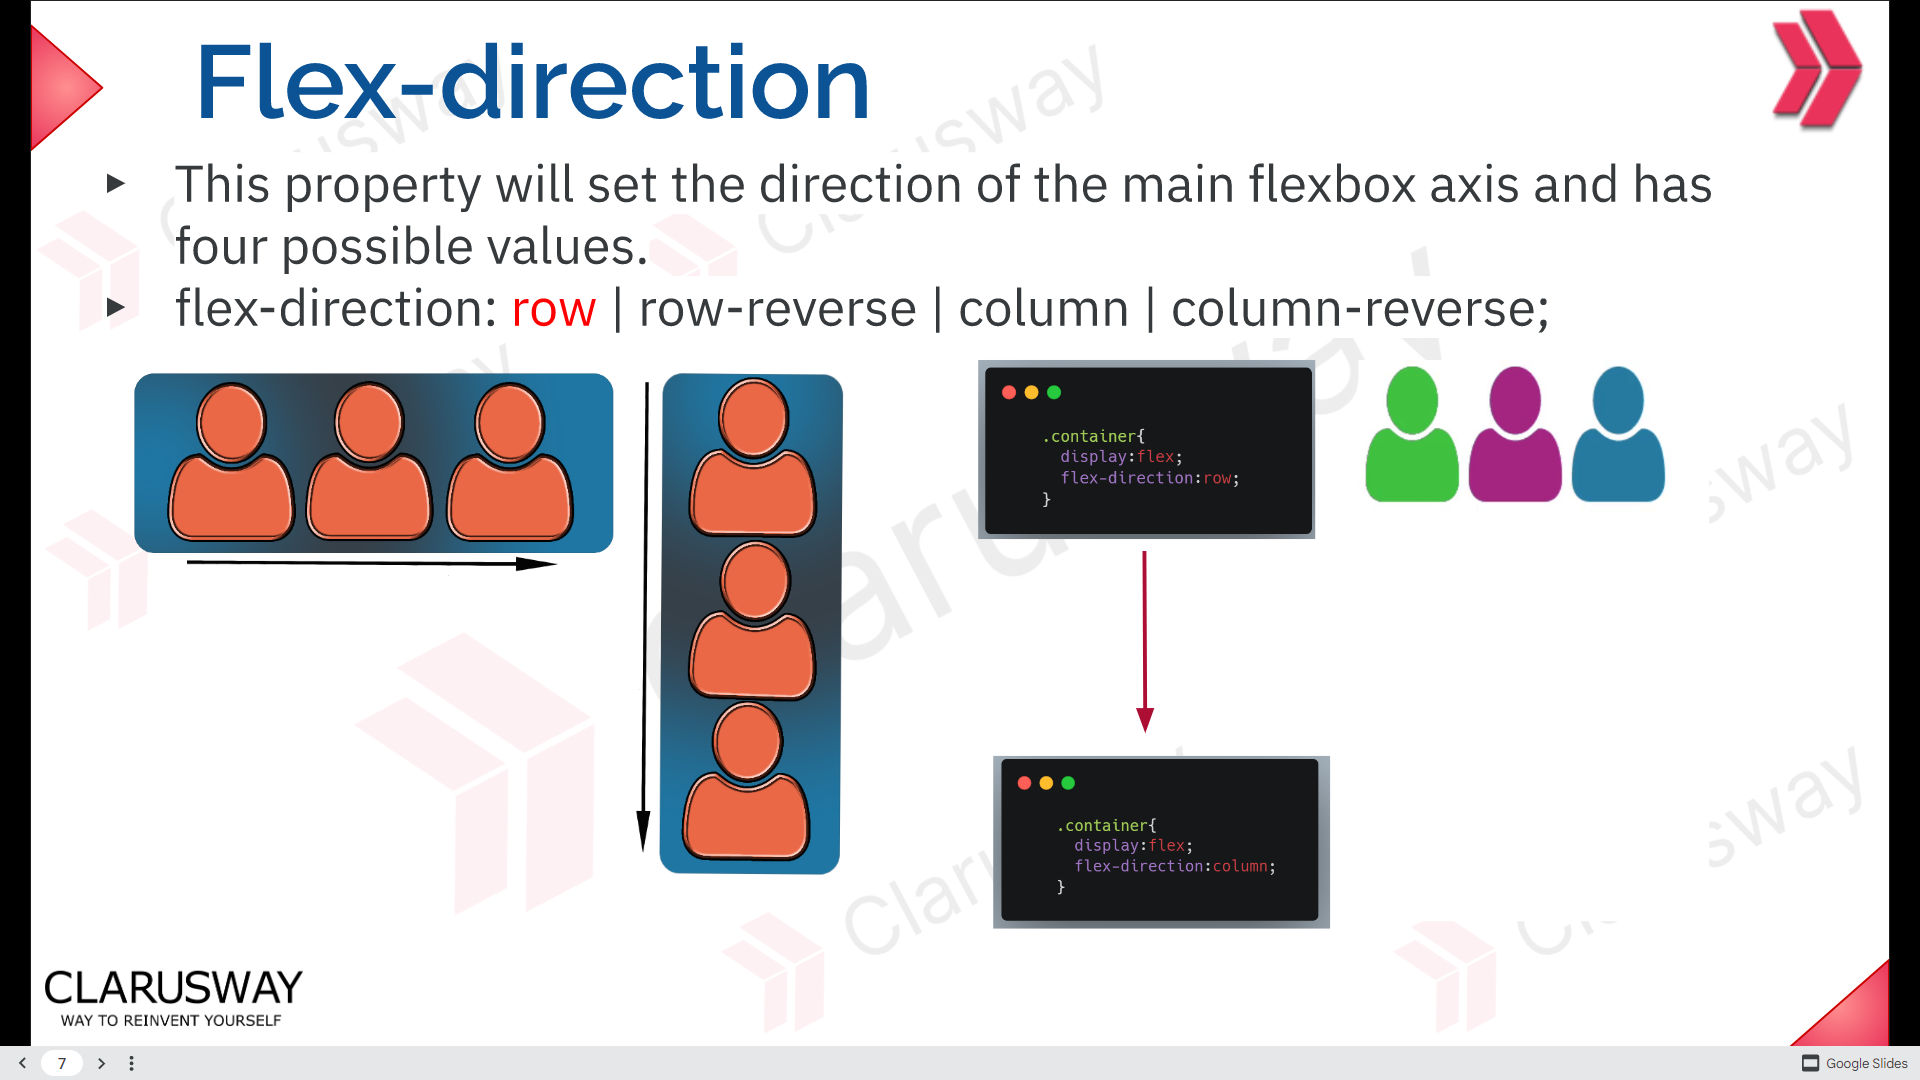 Flex-direction
This property will set the direction of the main flexbox axis and has
four possible values.
flex-direction: row | row-reverse | column | column-reverse;
.container{
display:flex;
flex-direction:row;
}
.container{
display:flex;
flex-direction:column;
}
Clarusway
CLARUSWAY
WAY TO REINVENT YOURSELF
7
Google Slides